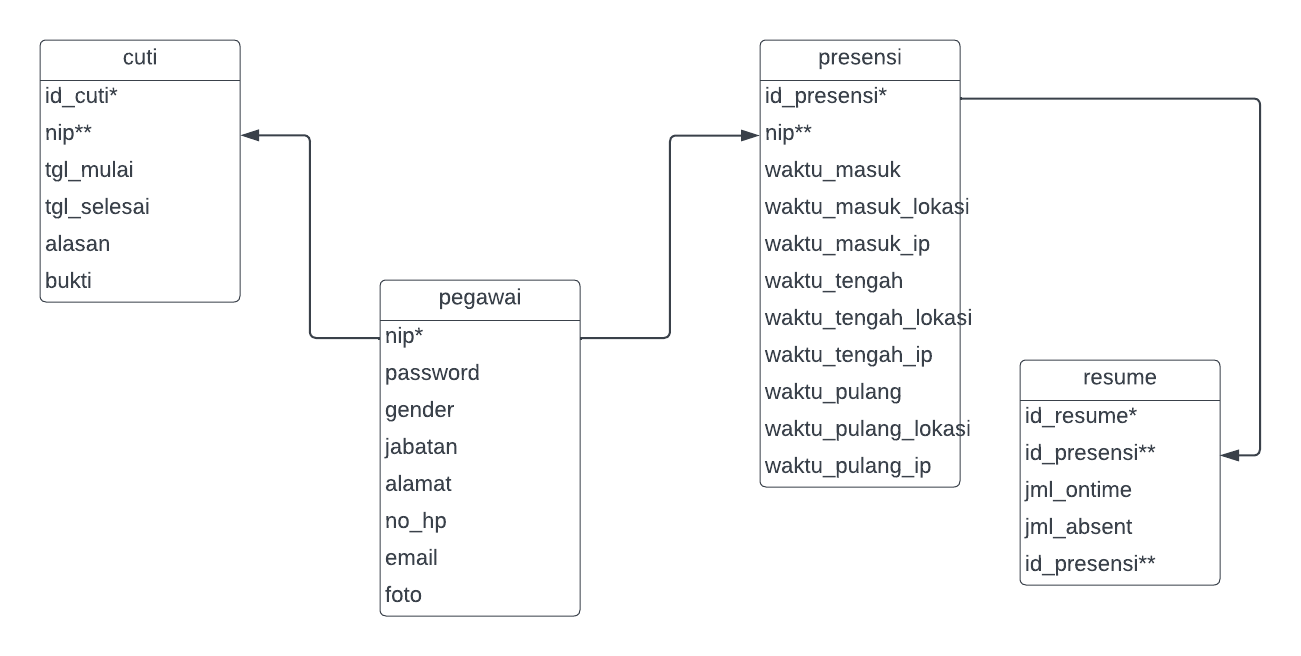 cuti
id_cuti*
nip**
tgl_mulai
tgl_selesai
alasan
bukti
pegawai
nip*
password
gender
jabatan
alamat
no_hp
email
foto
presensi
id_presensi*
nip**
waktu_masuk
waktu_masuk_lokasi
waktu_masuk_ip
waktu_tengah
waktu_tengah_lokasi
waktu_tengah_ip
waktu_pulang
waktu_pulang_lokasi
waktu_pulang_ip
resume
id_resume*
id_presensi**
jml_ontime
jml_absent
id_presensi**